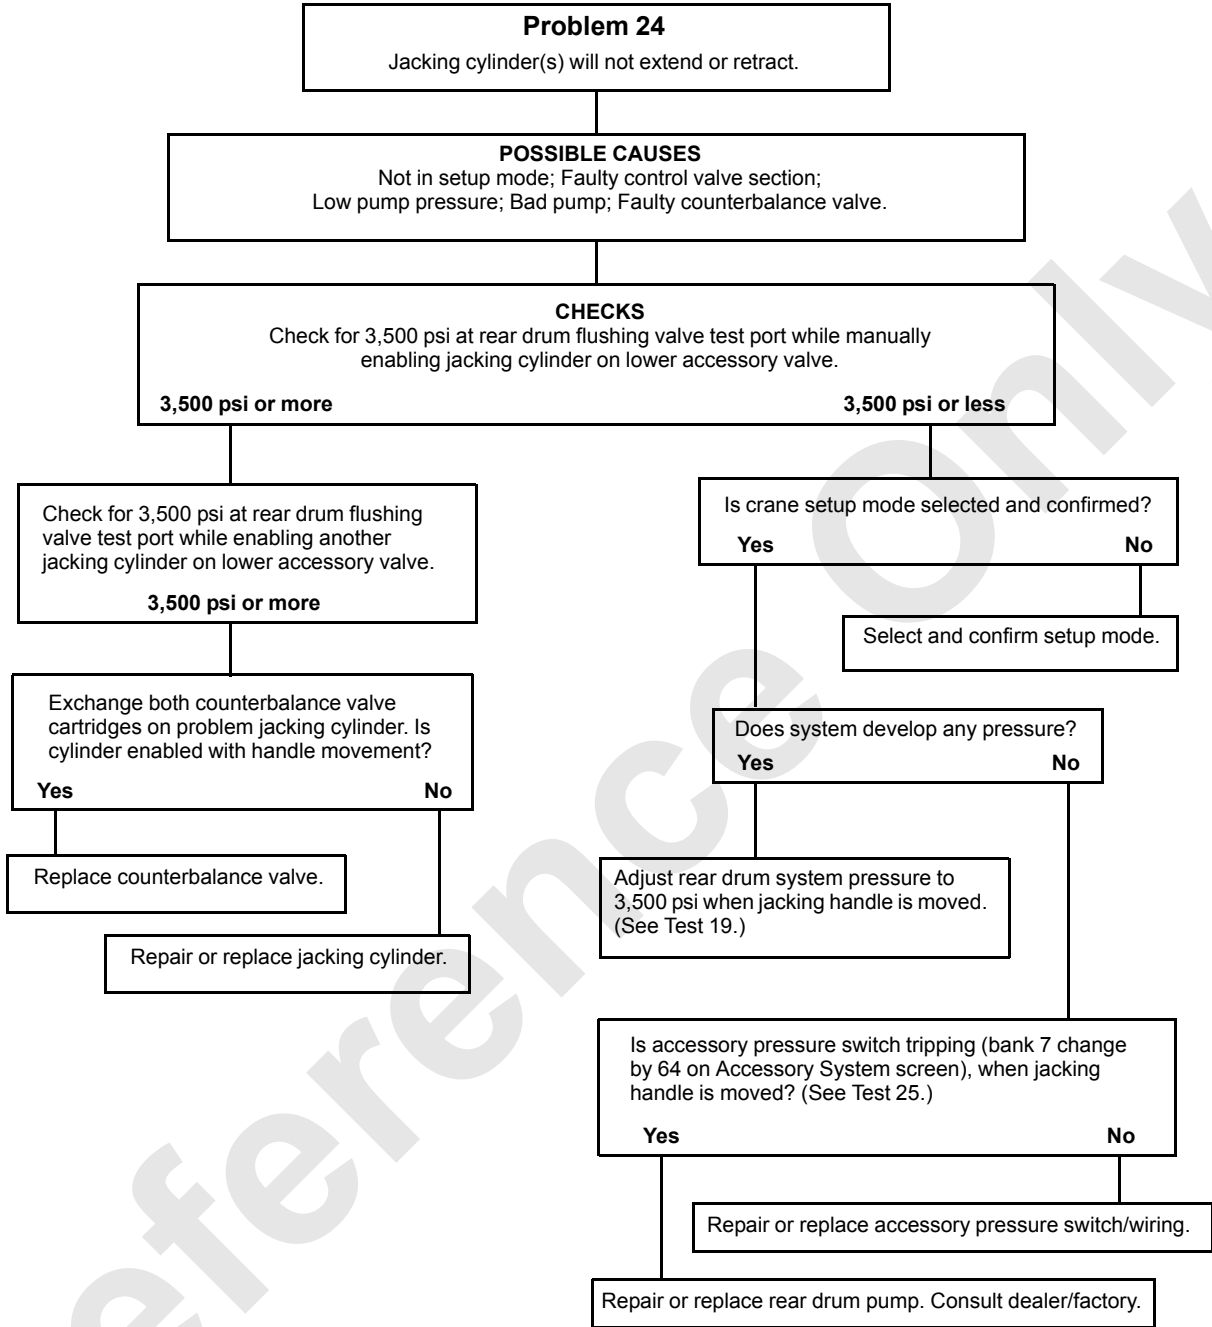 Problem 24
Jacking cylinder(s) will not extend or retract.
POSSIBLE CAUSES
Not in setup mode; Faulty control valve section;
Low pump pressure; Bad pump; Faulty counterbalance valve.
CHECKS
Check for 3,500 psi at rear drum flushing valve test port while manually
enabling jacking cylinder on lower accessory valve.
3,500 psi or more
3,500 psi or less
Check for 3,500 psi at rear drum flushing
valve test port while enabling another
jacking cylinder on lower accessory valve.
3,500 psi or more
Exchange both counterbalance valve
cartridges on problem jacking cylinder. Is
cylinder enabled with handle movement?
Yes
No
Replace counterbalance valve.
Repair or replace jacking cylinder.
Is crane setup mode selected and confirmed?
Yes
No
Select and confirm setup mode.
Does system develop any pressure?
Yes
No
Adjust rear drum system pressure to
3,500 psi when jacking handle is moved.
(See Test 19.)
Is accessory pressure switch tripping (bank 7 change
by 64 on Accessory System screen), when jacking
handle is moved? (See Test 25.)
Yes
No
Repair or replace accessory pressure switch/wiring.
Repair or replace rear drum pump. Consult dealer/factory.
eference Only